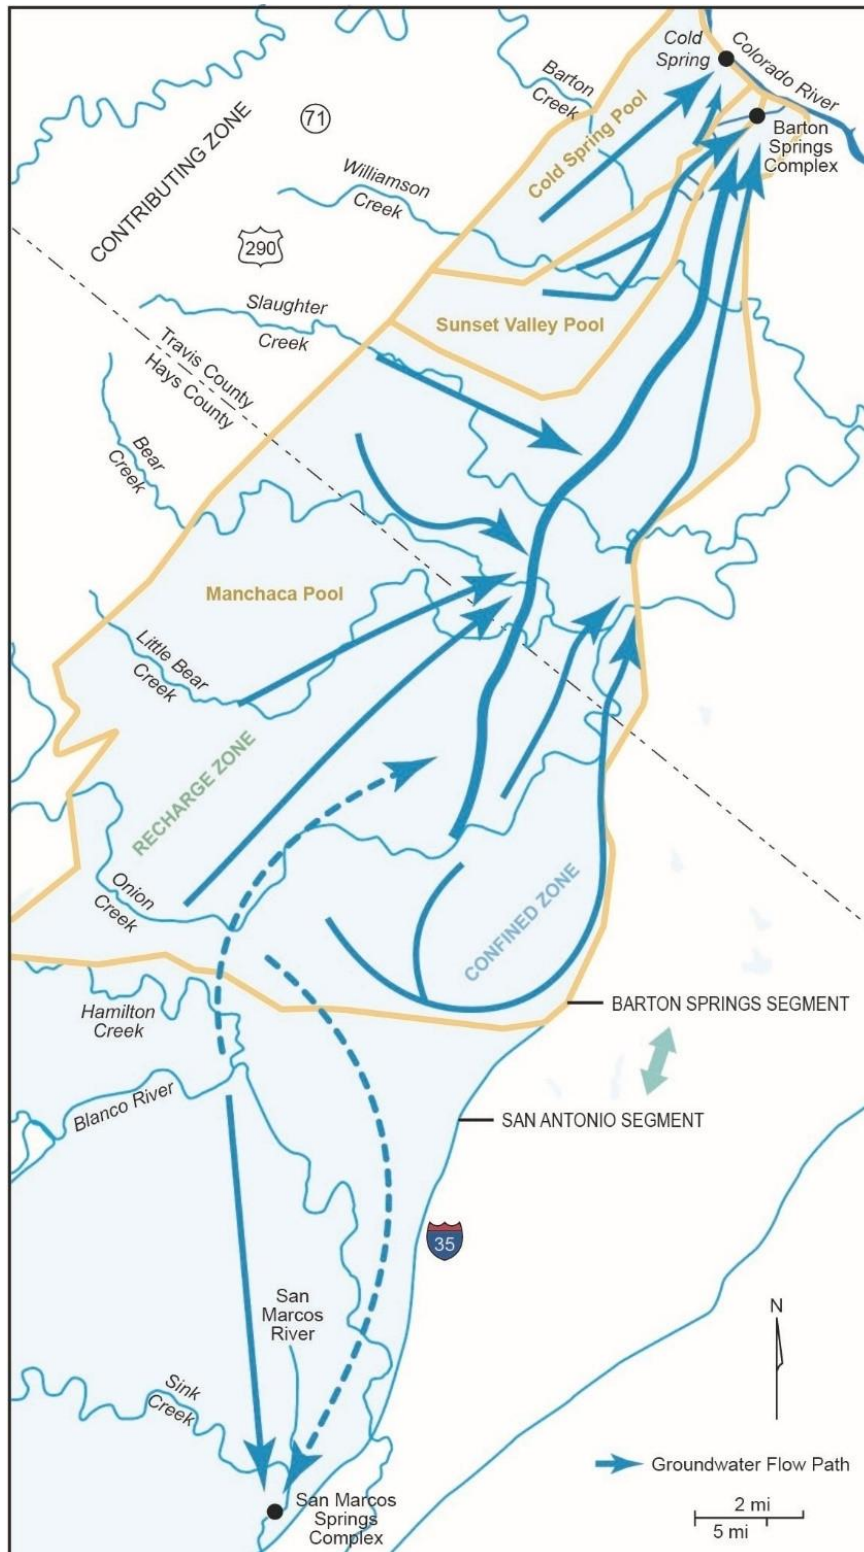 Cold
Spring
Colorado River
Barton
Creek
CONTRIBUTING ZONE
71
Cold Spring Pool
Barton
Springs
Complex
Williamson
Creek
290
Slaughter
Creek
Sunset Valley Pool
Travis County
Hays County
Bear
Creek
Manchaca Pool
Little Bear
Creek
RECHARGE ZONE
Onion
Creek
CONFINED ZONE
Hamilton
Creek
BARTON SPRINGS SEGMENT
Blanco River
SAN ANTONIO SEGMENT
35
San
Marcos
River
N
Sink
Creek
Groundwater Flow Path
San Marcos
Springs
Complex
2 mi
5 mi